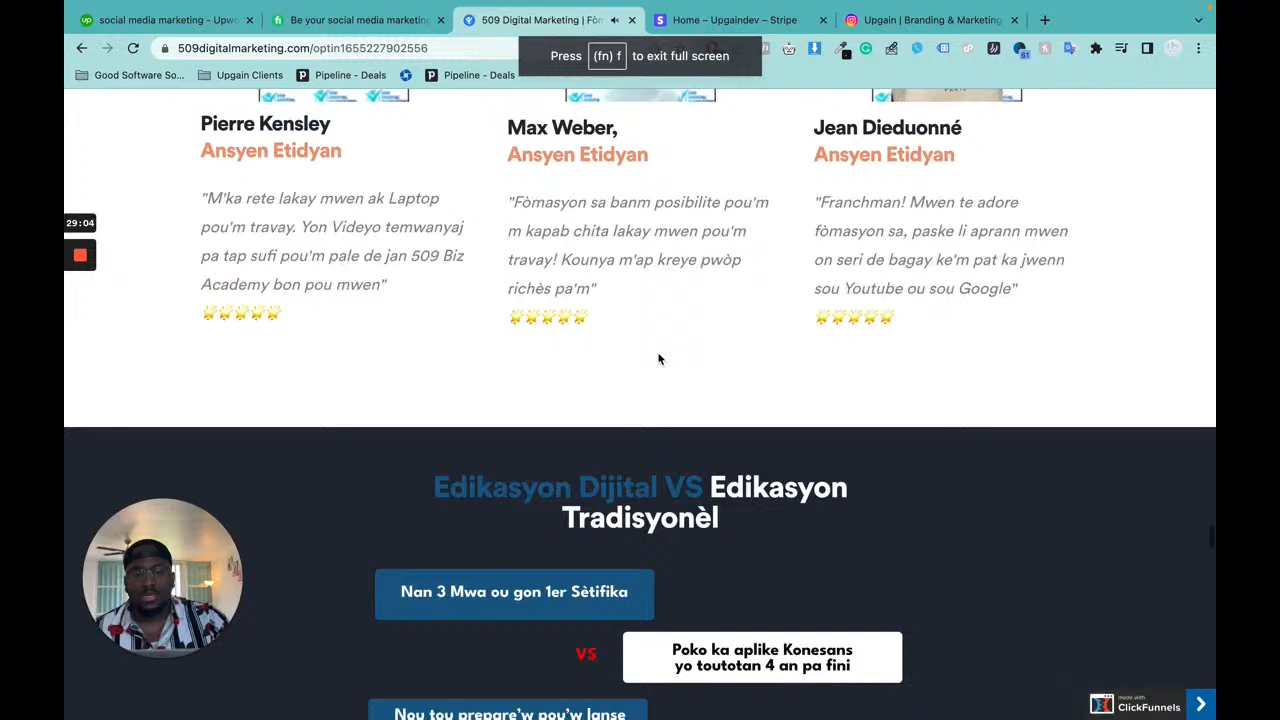 social media marketing - Upwo
Be your social media marketing
509 Digital Marketing | Fòr
Home – Upgaindev – Stripe
Upgain | Branding & Marketing
509digitalmarketing.com/optin1655227902556
Press (fn) f to exit full screen
Good Software So...
Upgain Clients
Pipeline - Deals
Pipeline - Deals
Pierre Kensley
Ansyen Etidyan
"M'ka rete lakay mwen ak Laptop
pou'm travay. Yon Videyo temwanyaj
pa tap sufi pou'm pale de jan 509 Biz
Academy bon pou mwen"
Max Weber,
Ansyen Etidyan
"Fòmasyon sa banm posibilite pou'm
m kapab chita lakay mwen pou'm
travay! Kounya m'ap kreye pwòp
richès pa'm"
Jean Dieduonné
Ansyen Etidyan
"Franchman! Mwen te adore
fòmasyon sa, paske li aprann mwen
on seri de bagay ke'm pat ka jwenn
sou Youtube ou sou Google"
29:04
Edikasyon Dijital VS Edikasyon
Tradisyonèl
Nan 3 Mwa ou gon 1er Sètifika
VS
Poko ka aplike Konesans
yo toutotan 4 an pa fini
Nou tou prepare'w pou'w lanse
made with
ClickFunnels